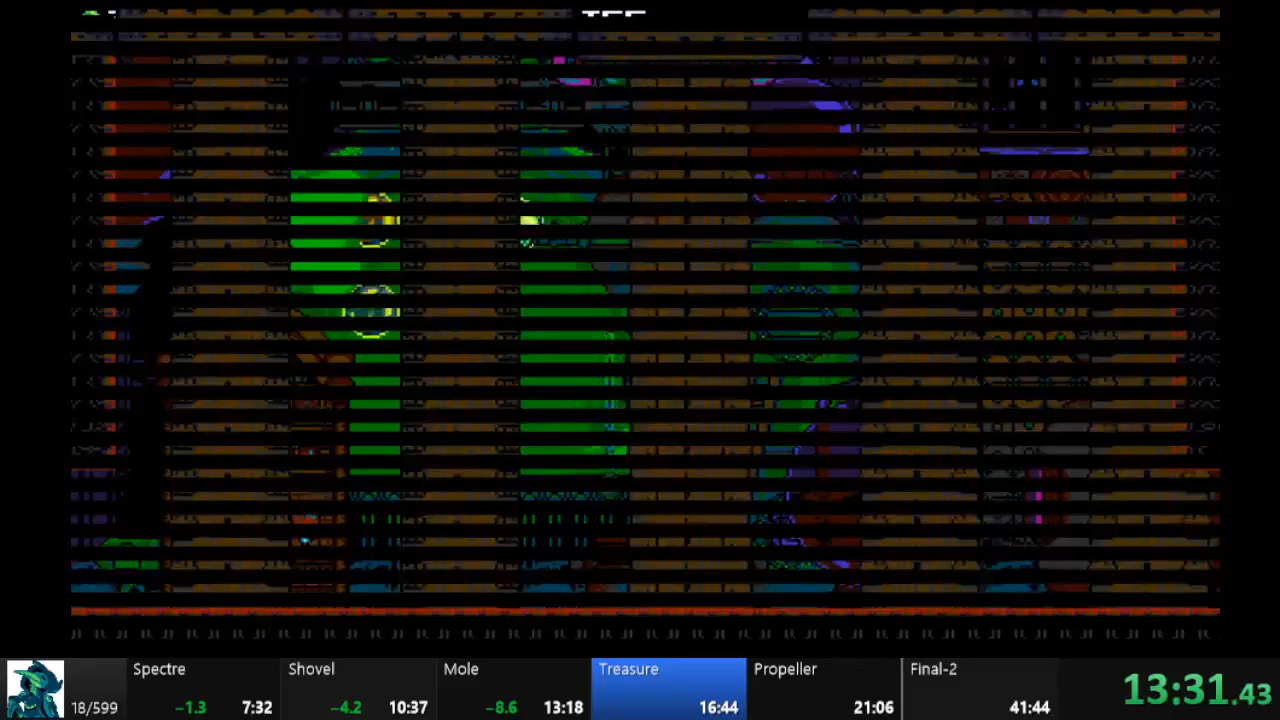 Spectre Shovel Mole Treasure Propeller Final-2
18/599 −1.3 7:32 −4.2 10:37 −8.6 13:18 16:44 21:06 41:44
13:31.43